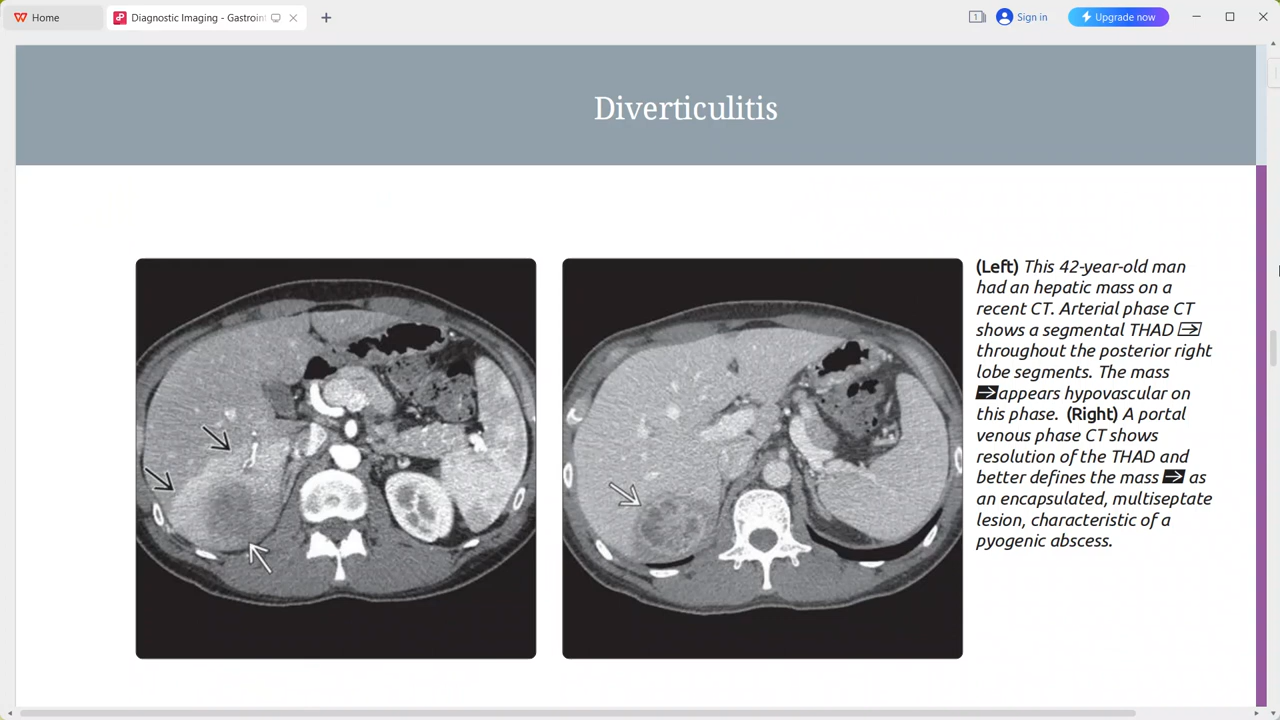 Home
Diagnostic Imaging - Gastroint
Sign in
Upgrade now
Diverticulitis
(Left) This 42-year-old man
had an hepatic mass on a
recent CT. Arterial phase CT
shows a segmental THAD
throughout the posterior right
lobe segments. The mass
appears hypovascular on
this phase. (Right) A portal
venous phase CT shows
resolution of the THAD and
better defines the mass as
an encapsulated, multiseptate
lesion, characteristic of a
pyogenic abscess.